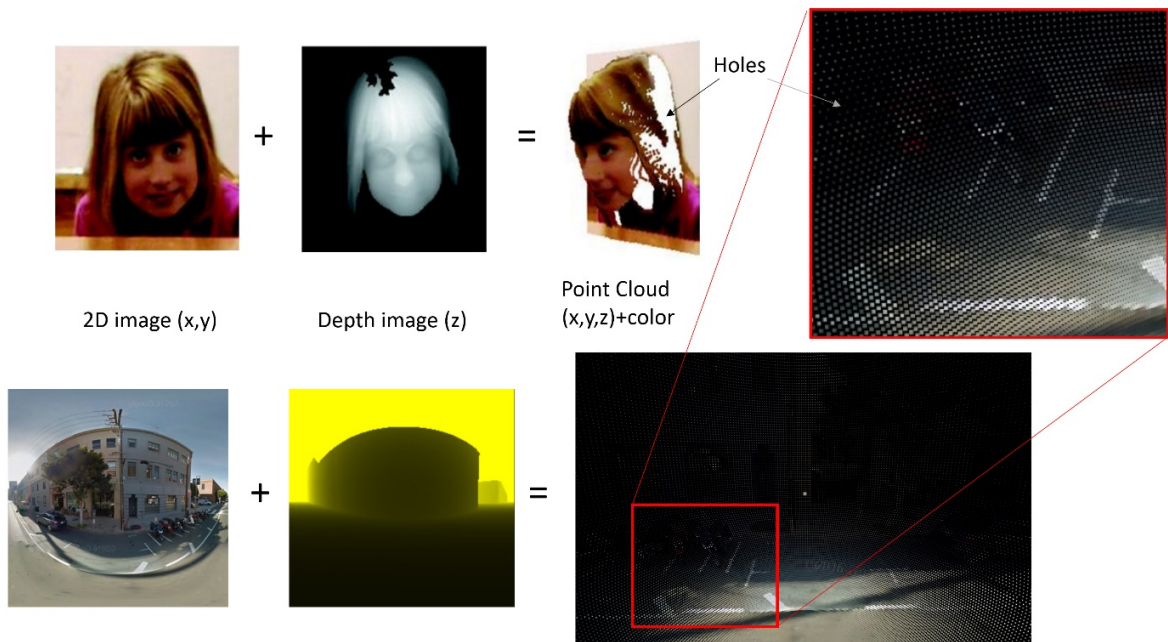 Holes
+
=
2D image (x,y)
Depth image (z)
Point Cloud
(x,y,z)+color
+
=